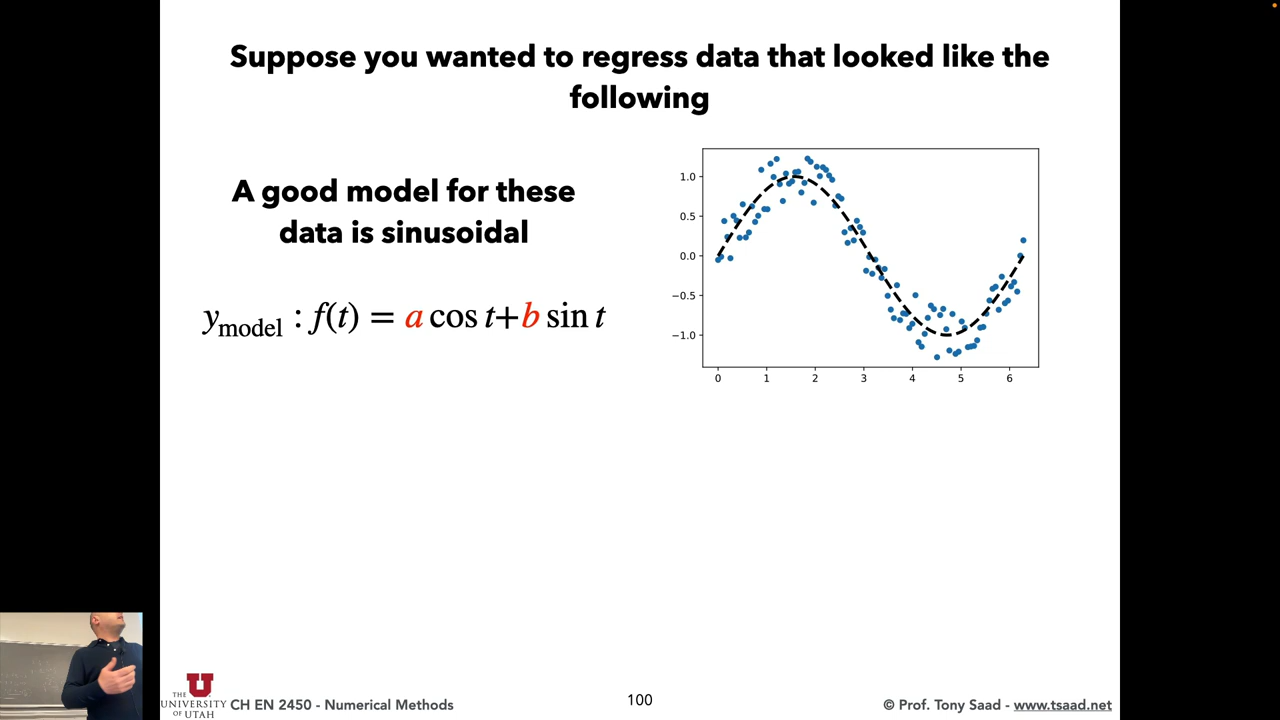 Suppose you wanted to regress data that looked like the
following
A good model for these
data is sinusoidal
y_model : f(t) = a cos t+b sin t
1.0
0.5
0.0
−0.5
−1.0
0 1 2 3 4 5 6
THE
UNIVERSITY
OF UTAH
U
CH EN 2450 - Numerical Methods
100
© Prof. Tony Saad - www.tsaad.net